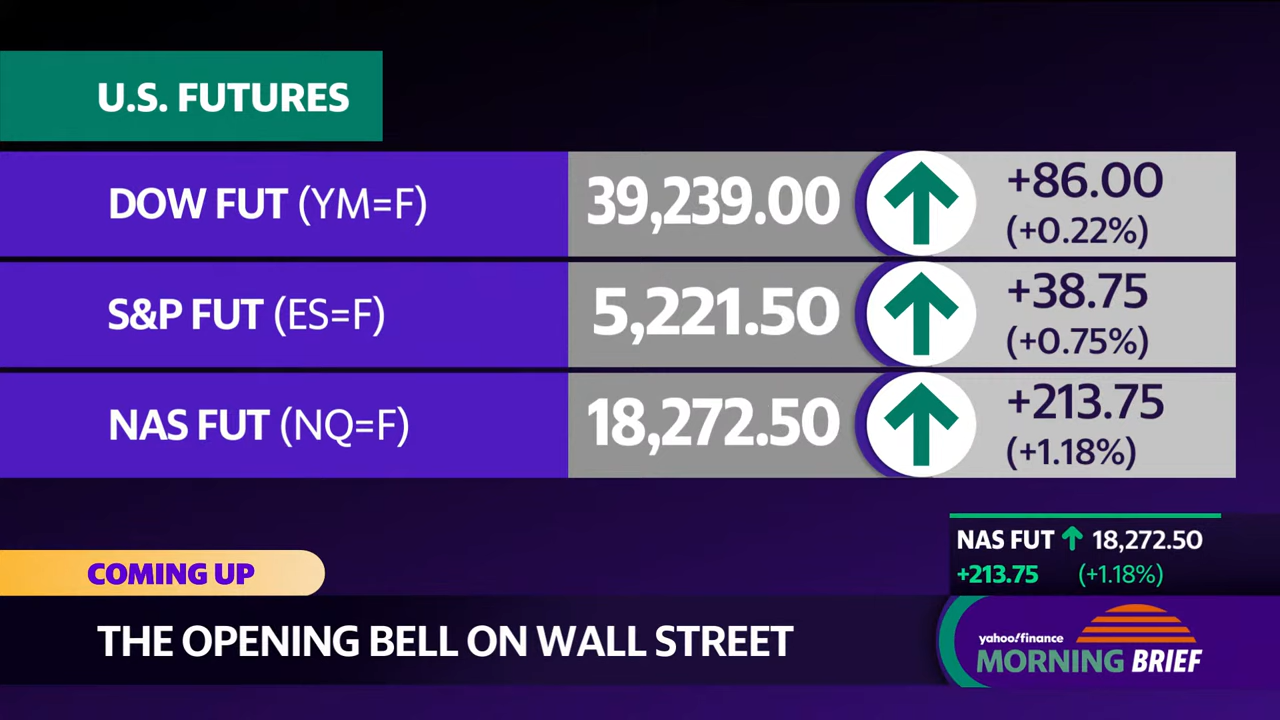 U.S. FUTURES
DOW FUT (YM=F) 39,239.00 +86.00
(+0.22%)
S&P FUT (ES=F) 5,221.50 +38.75
(+0.75%)
NAS FUT (NQ=F) 18,272.50 +213.75
(+1.18%)
NAS FUT 18,272.50
+213.75 (+1.18%)
COMING UP
THE OPENING BELL ON WALL STREET
yahoo!finance
MORNING BRIEF